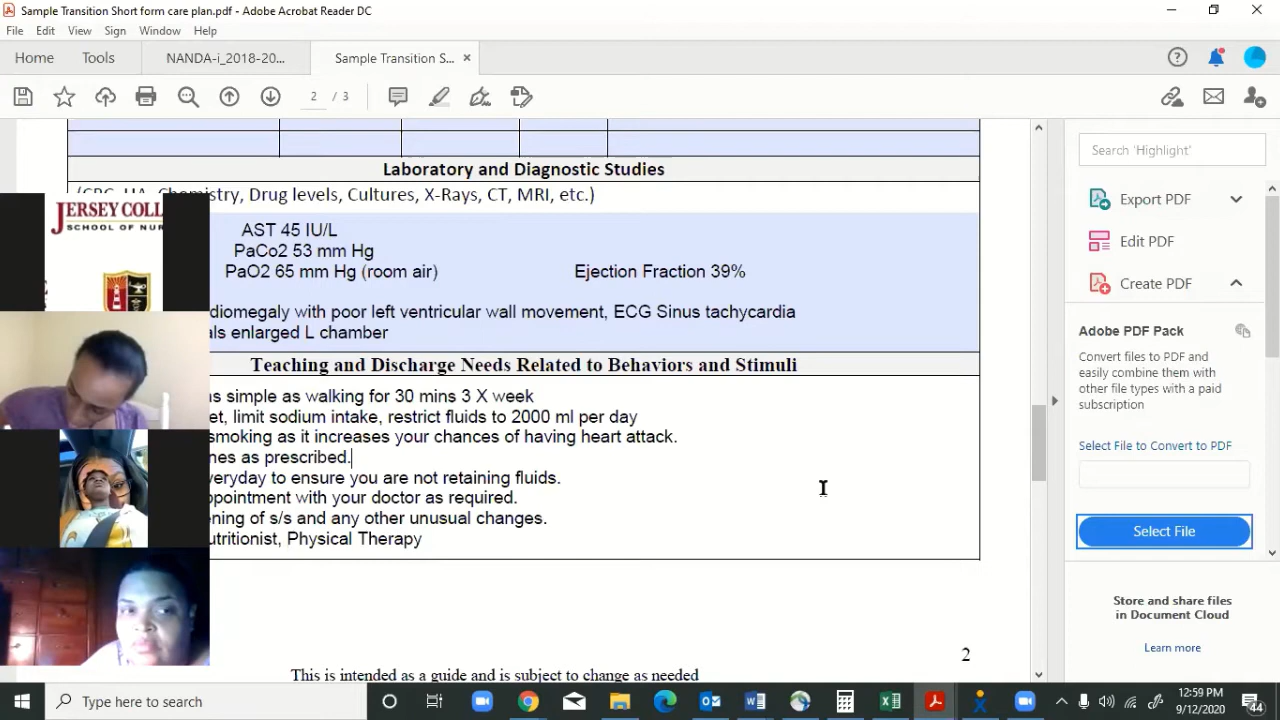 Sample Transition Short form care plan.pdf - Adobe Acrobat Reader DC
File Edit View Sign Window Help
Home Tools NANDA-i_2018-20... Sample Transition S... ×
2 / 3
Laboratory and Diagnostic Studies
(CBC, UA, Chemistry, Drug levels, Cultures, X-Rays, CT, MRI, etc.)
JERSEY COLL
SCHOOL OF NUR
AST 45 IU/L
PaCo2 53 mm Hg
PaO2 65 mm Hg (room air) Ejection Fraction 39%
diomegaly with poor left ventricular wall movement, ECG Sinus tachycardia
als enlarged L chamber
Teaching and Discharge Needs Related to Behaviors and Stimuli
as simple as walking for 30 mins 3 X week
et, limit sodium intake, restrict fluids to 2000 ml per day
smoking as it increases your chances of having heart attack.
nes as prescribed.
veryday to ensure you are not retaining fluids.
ppointment with your doctor as required.
ening of s/s and any other unusual changes.
utritionist, Physical Therapy
2
This is intended as a guide and is subject to change as needed
Search 'Highlight'
Export PDF
Edit PDF
Create PDF
Adobe PDF Pack
Convert files to PDF and
easily combine them with
other file types with a paid
subscription
Select File to Convert to PDF
Select File
Store and share files
in Document Cloud
Learn more
Type here to search
12:59 PM
9/12/2020
44